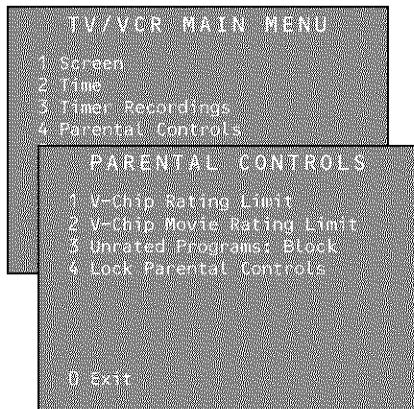 TV/VCR MAIN MENU
1 Screen
2 Time
3 Timer Recordings
4 Parental Controls
PARENTAL CONTROLS
1 V-Chip Rating Limit
2 V-Chip Movie Rating Limit
3 Unrated Programs: Block
4 Lock Parental Controls
0 Exit